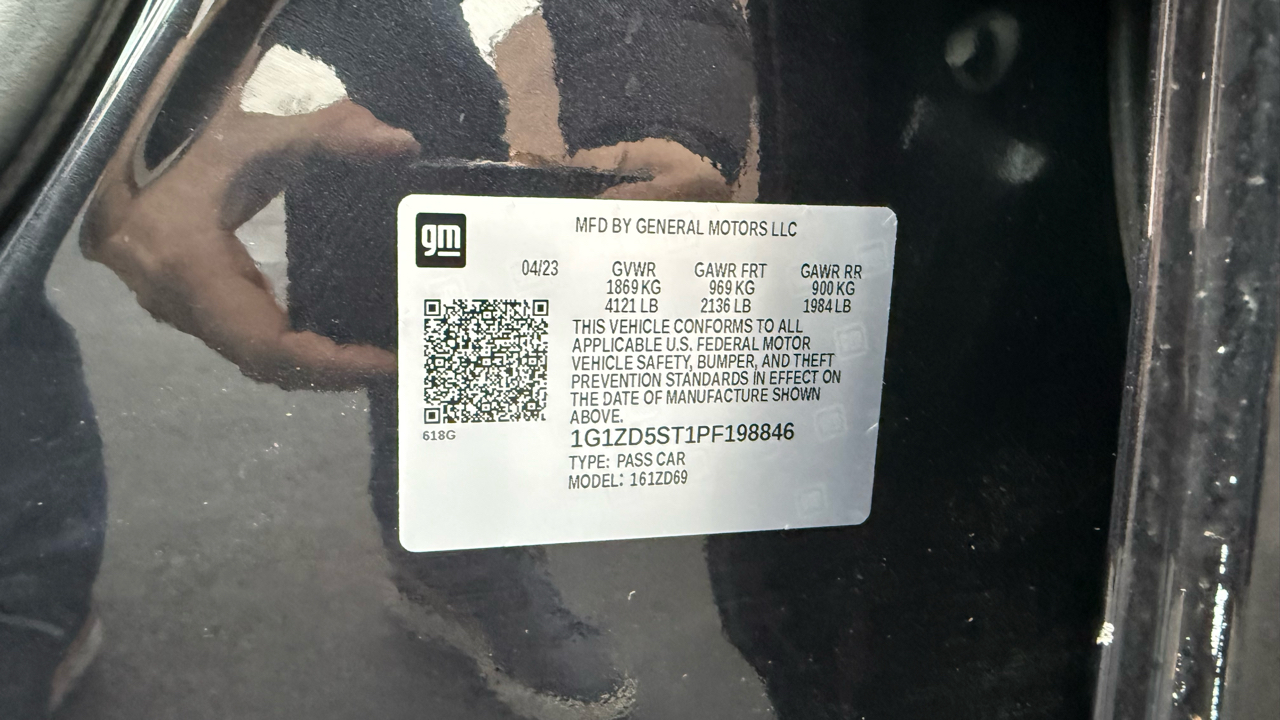 gm
MFD BY GENERAL MOTORS LLC
04/23 GVWR GAWR FRT GAWR RR
1869 KG 969 KG 900 KG
4121 LB 2136 LB 1984 LB
THIS VEHICLE CONFORMS TO ALL
APPLICABLE U.S. FEDERAL MOTOR
VEHICLE SAFETY, BUMPER, AND THEFT
PREVENTION STANDARDS IN EFFECT ON
THE DATE OF MANUFACTURE SHOWN
ABOVE.
618G
1G1ZD5ST1PF198846
TYPE: PASS CAR
MODEL: 161ZD69